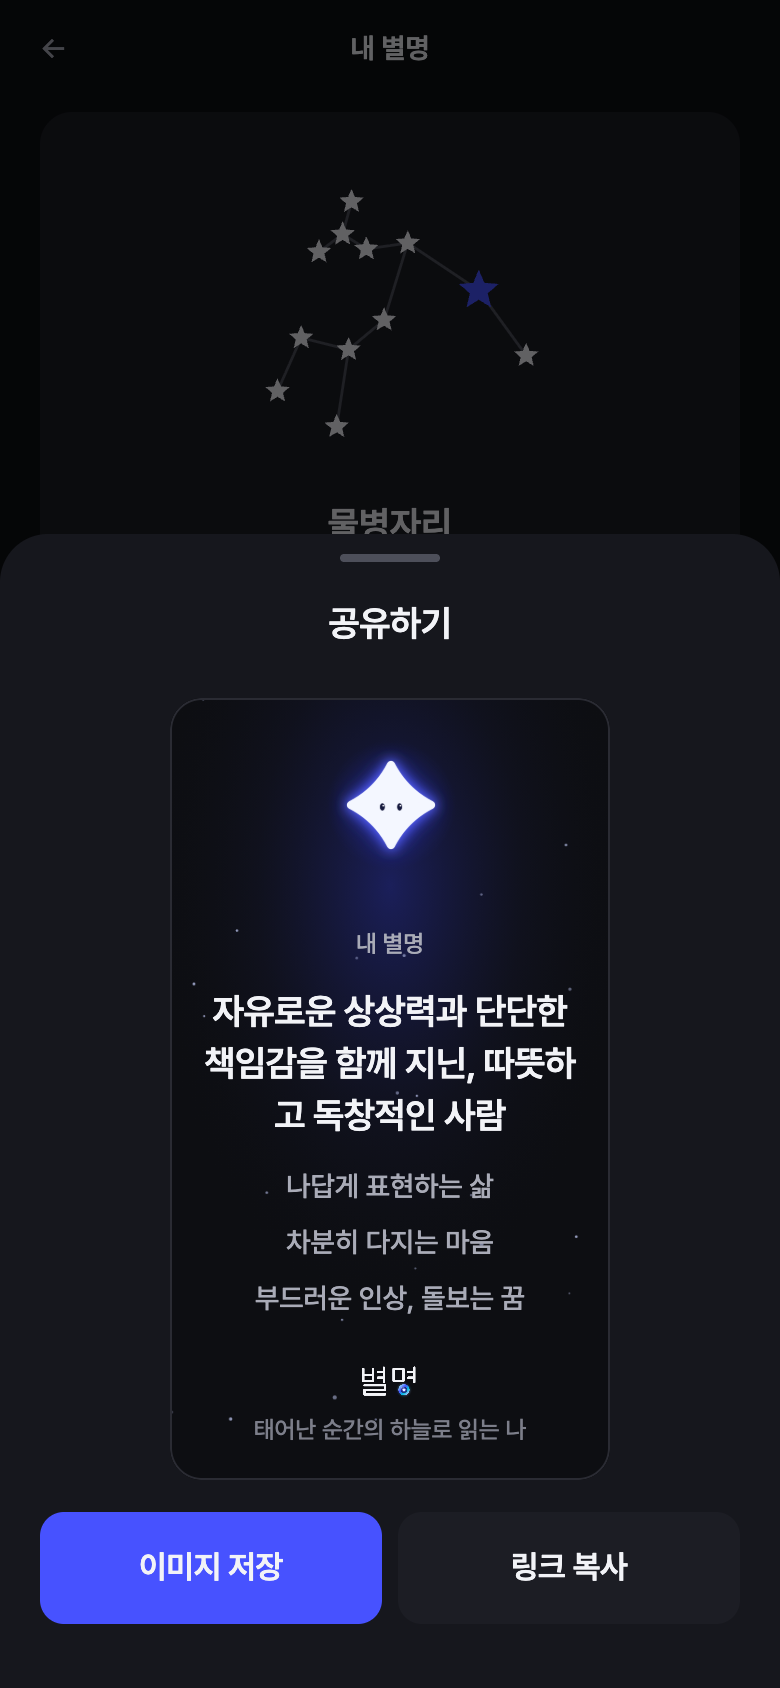 내 별명
물병자리
공유하기
내 별명
자유로운 상상력과 단단한
책임감을 함께 지닌, 따뜻하
고 독창적인 사람
나답게 표현하는 삶
차분히 다지는 마움
부드러운 인상, 돌보는 꿈
별명
태어난 순간의 하늘로 읽는 나
이미지 저장
링크 복사